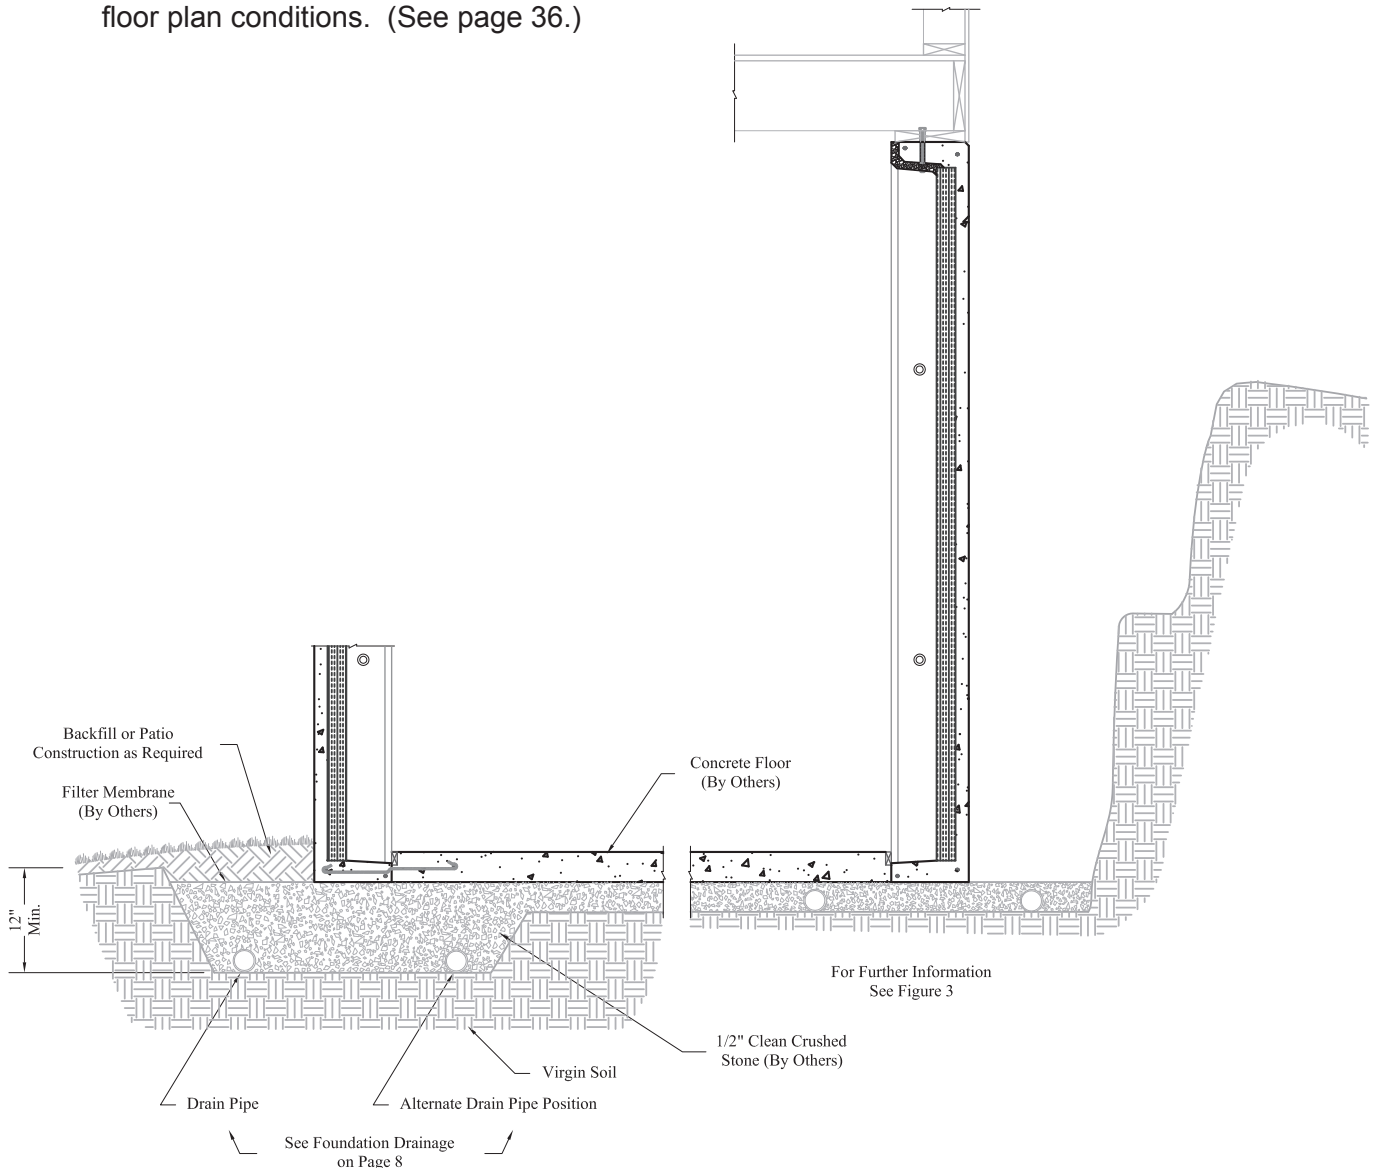 floor plan conditions.  (See page 36.)
Backfill or Patio
Construction as Required
Filter Membrane
(By Others)
Concrete Floor
(By Others)
12"
Min.
For Further Information
See Figure 3
1/2" Clean Crushed
Stone (By Others)
Virgin Soil
Drain Pipe
Alternate Drain Pipe Position
See Foundation Drainage
on Page 8